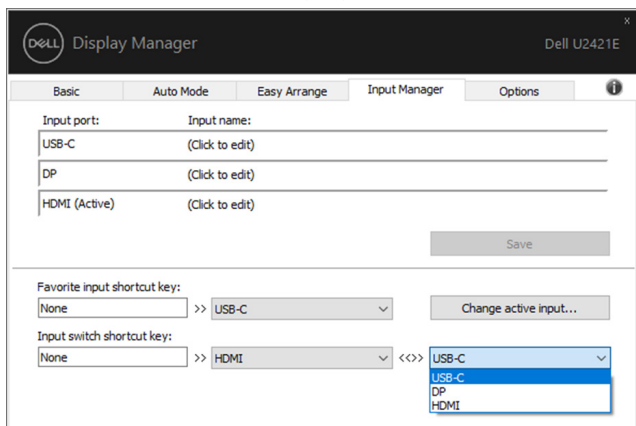 x
DELL Display Manager Dell U2421E
Basic Auto Mode Easy Arrange Input Manager Options i
Input port: Input name:
USB-C (Click to edit)
DP (Click to edit)
HDMI (Active) (Click to edit)
Save
Favorite input shortcut key:
None >> USB-C Change active input...
Input switch shortcut key:
None >> HDMI <<>> USB-C
USB-C
DP
HDMI